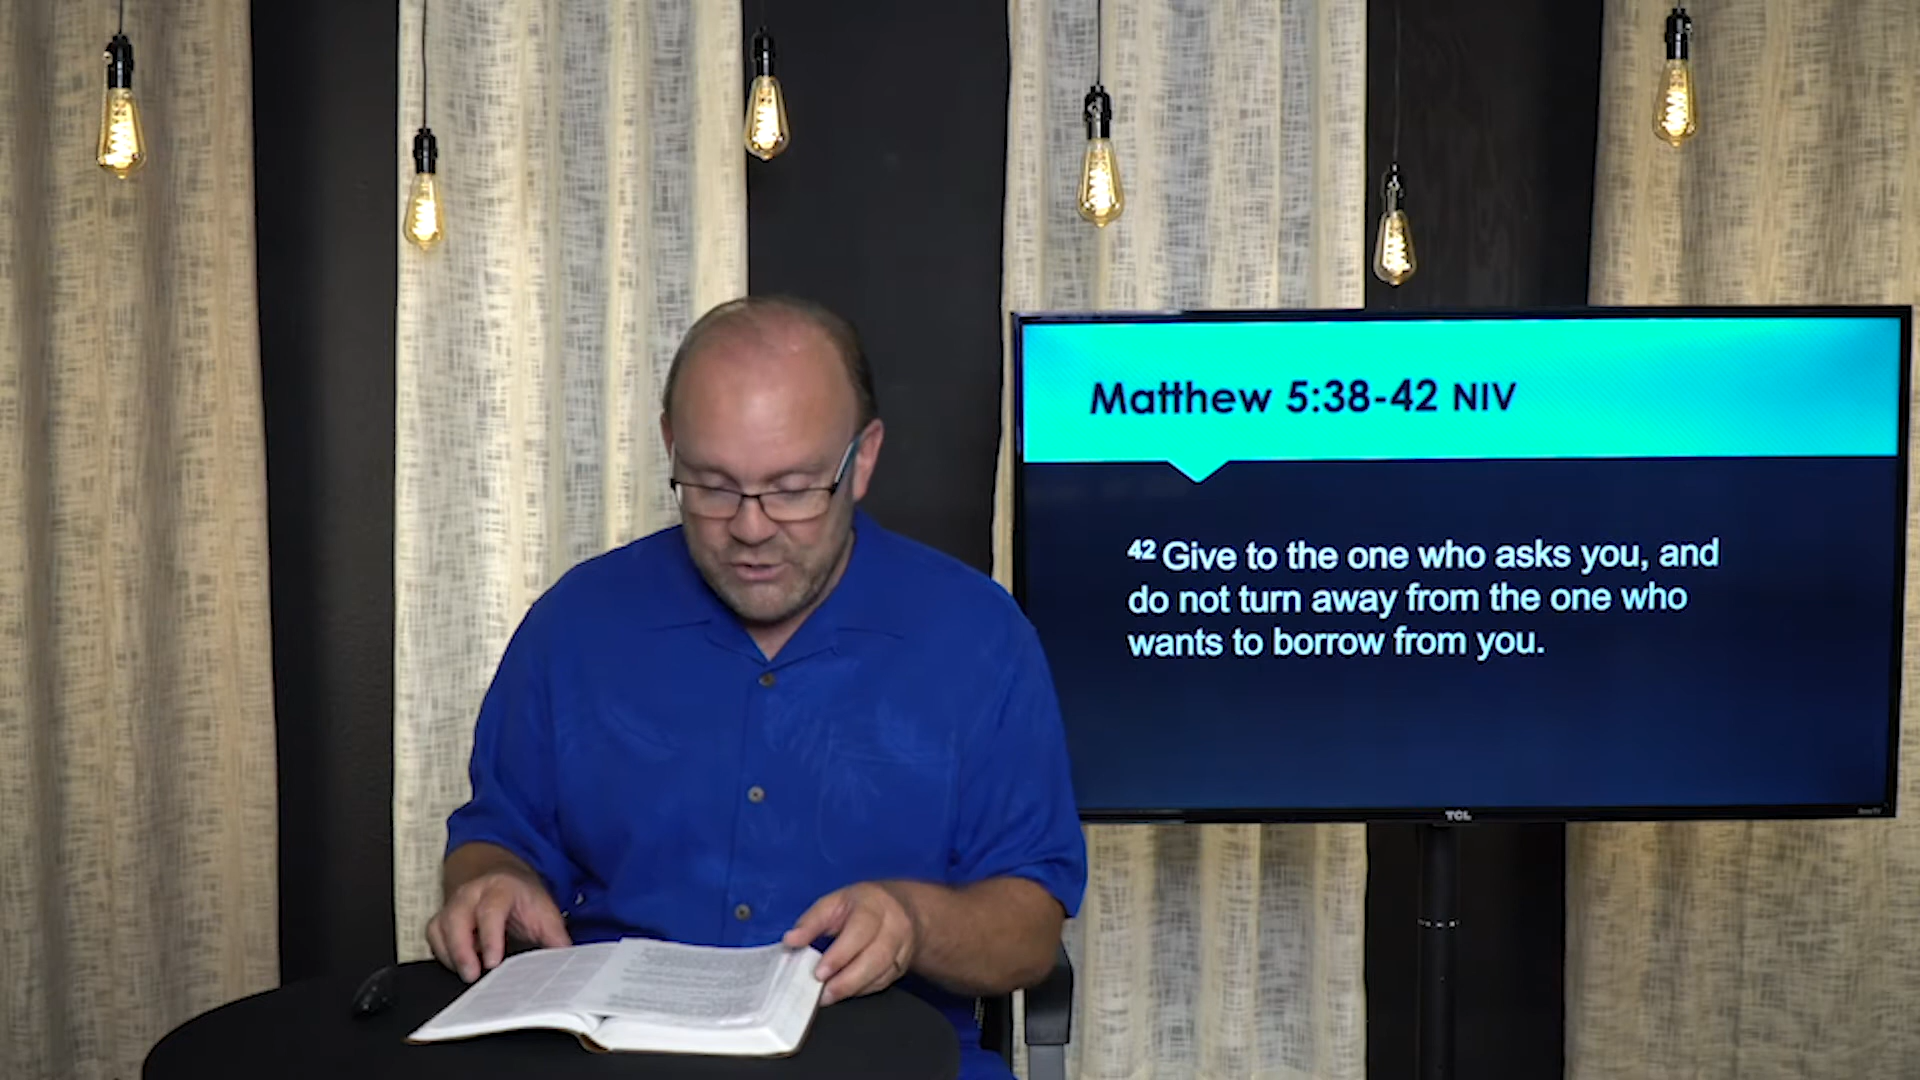 Matthew 5:38-42 NIV
42 Give to the one who asks you, and
do not turn away from the one who
wants to borrow from you.
TCL